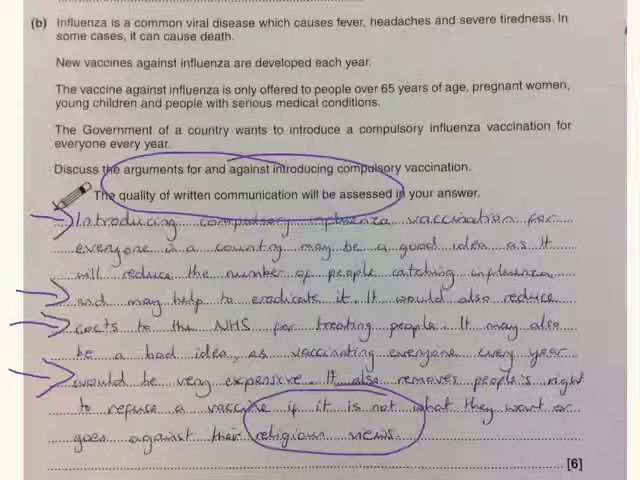 (b) Influenza is a common viral disease which causes fever, headaches and severe tiredness. In
some cases, it can cause death.
New vaccines against influenza are developed each year.
The vaccine against influenza is only offered to people over 65 years of age, pregnant women,
young children and people with serious medical conditions.
The Government of a country wants to introduce a compulsory influenza vaccination for
everyone every year.
Discuss the arguments for and against introducing compulsory vaccination.
The quality of written communication will be assessed in your answer.
Introducing compulsory influenza vaccination for
everyone in a country may be a good idea as it
will reduce the number of people catching influenza
and may help to eradicate it. It would also reduce
costs to the NHS for treating people. It may also
be a bad idea, as vaccinating everyone every year
would be very expensive. It also removes people's right
to refuse a vaccine if it is not what they want or
goes against their religious views.
[6]